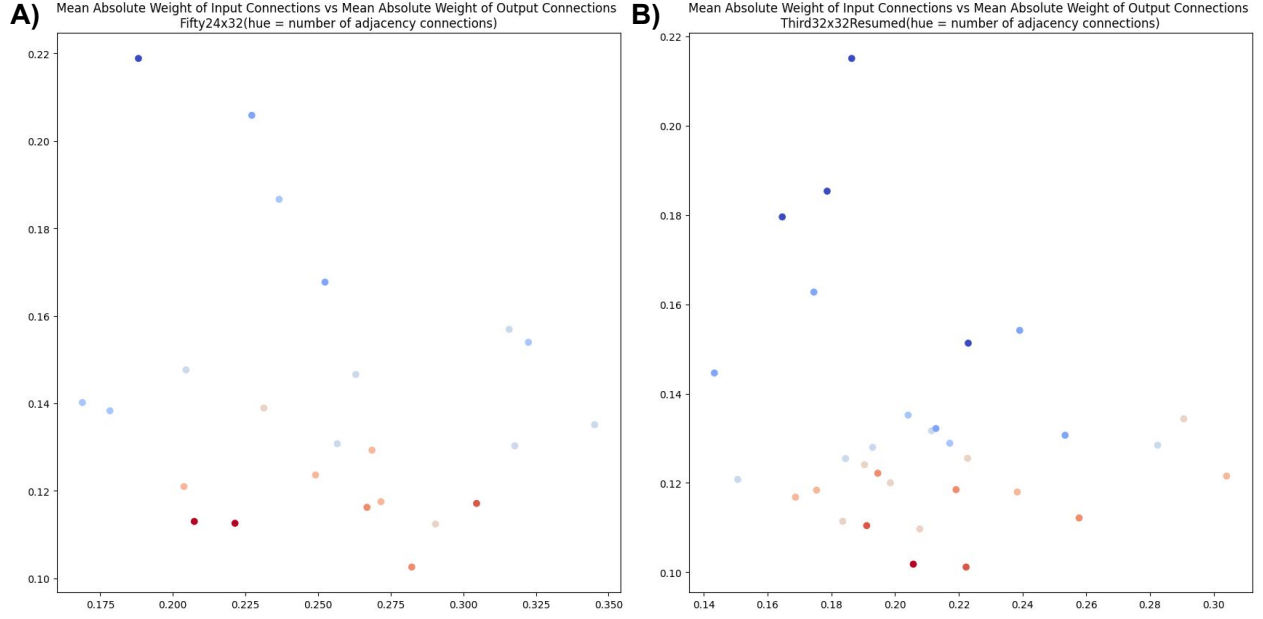 A)
Mean Absolute Weight of Input Connections vs Mean Absolute Weight of Output Connections
Fifty24x32(hue = number of adjacency connections)
0.22
0.20
0.18
0.16
0.14
0.12
0.10
0.175 0.200 0.225 0.250 0.275 0.300 0.325 0.350
B)
Mean Absolute Weight of Input Connections vs Mean Absolute Weight of Output Connections
Third32x32Resumed(hue = number of adjacency connections)
0.22
0.20
0.18
0.16
0.14
0.12
0.10
0.14 0.16 0.18 0.20 0.22 0.24 0.26 0.28 0.30